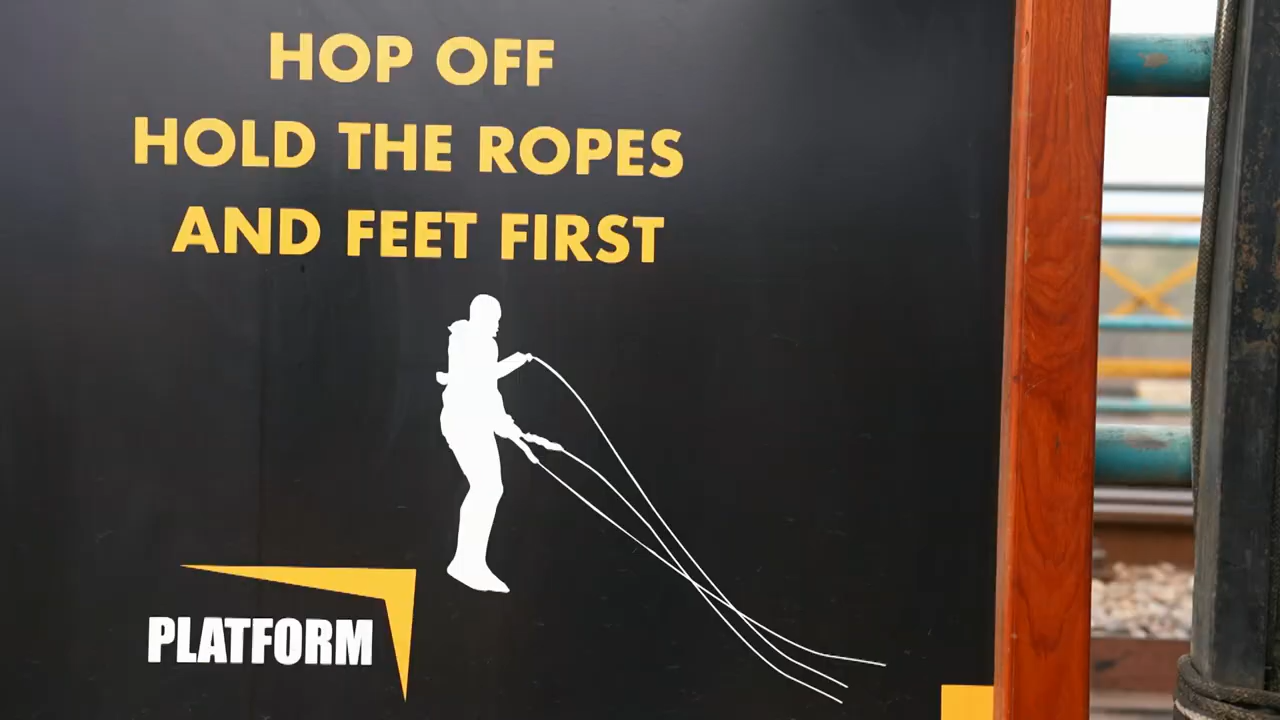 HOP OFF
HOLD THE ROPES
AND FEET FIRST
PLATFORM